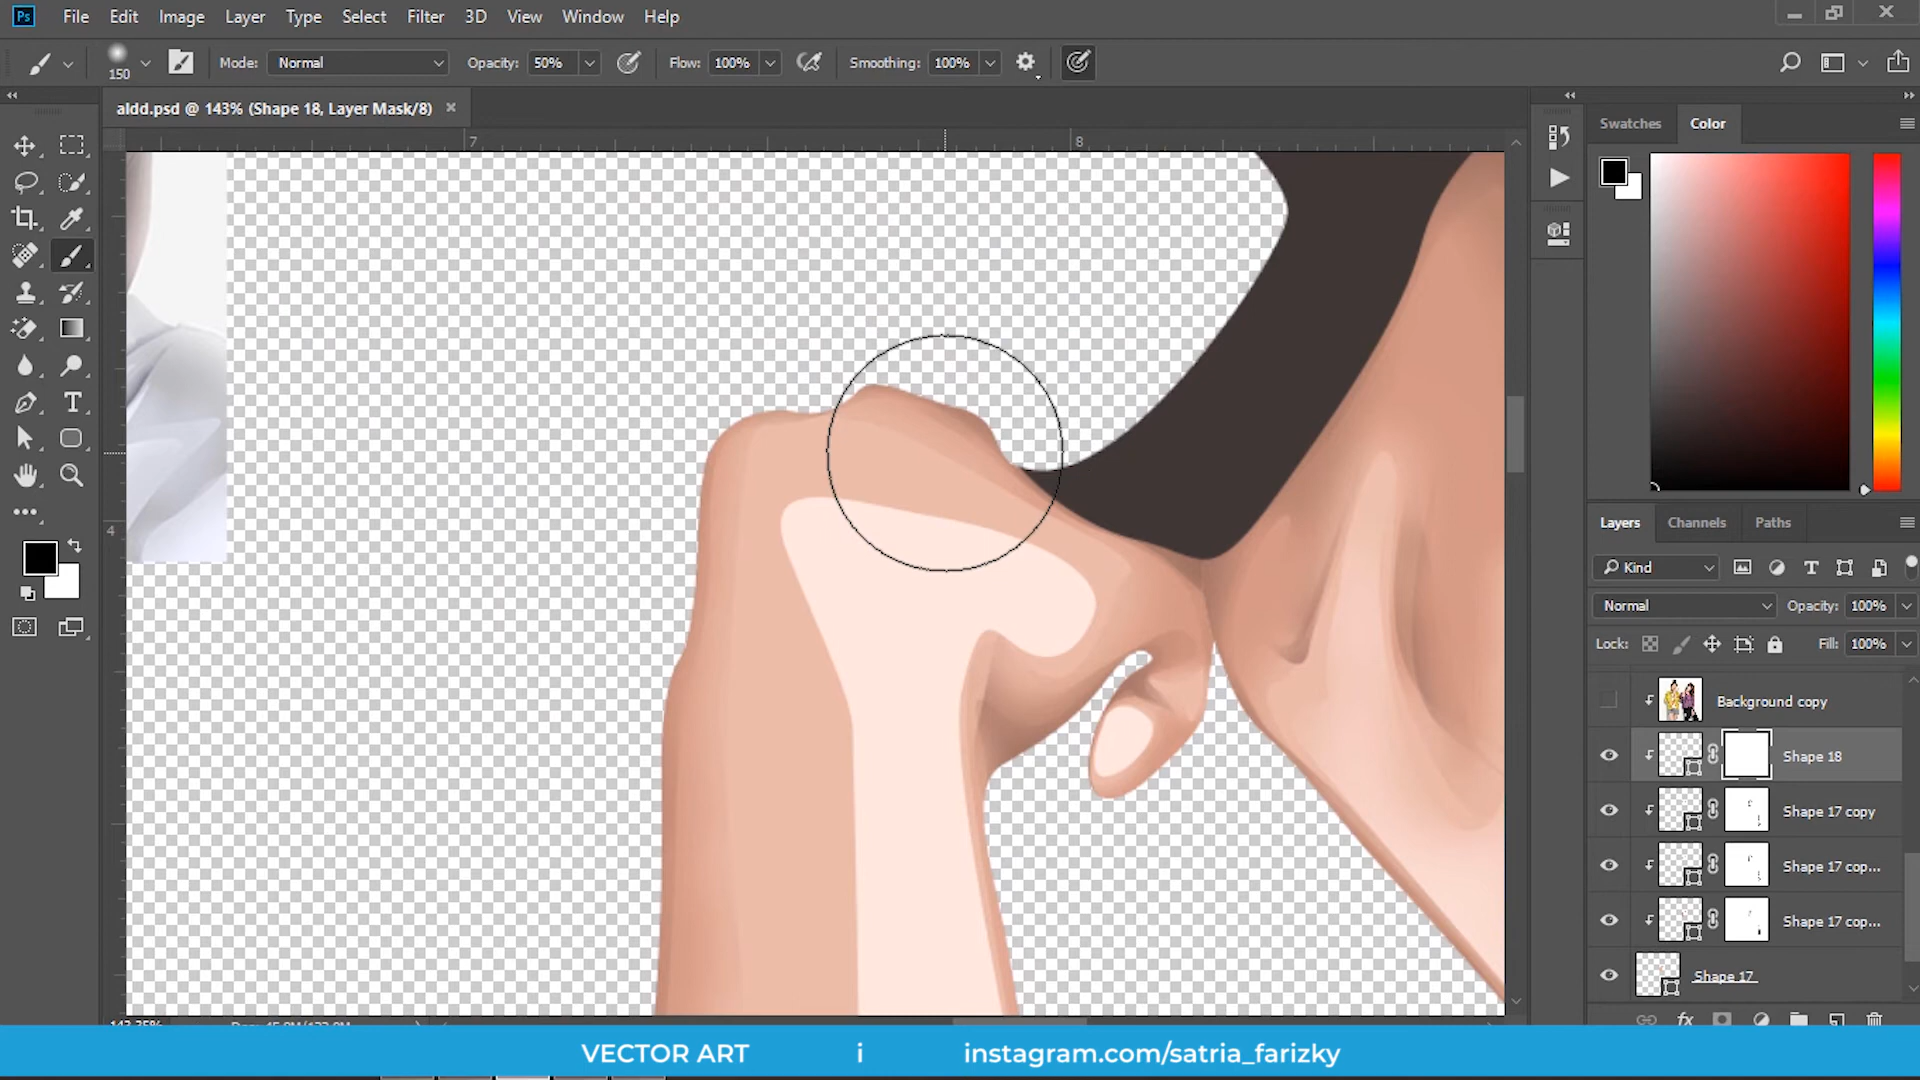 Ps File Edit Image Layer Type Select Filter 3D View Window Help
150 Mode: Normal Opacity: 50% Flow: 100% Smoothing: 100%
aldd.psd @ 143% (Shape 18, Layer Mask/8)
7 8
4
Swatches Color
Layers Channels Paths
Kind
Normal Opacity: 100%
Lock: Fill: 100%
Background copy
Shape 18
Shape 17 copy
Shape 17 cop...
Shape 17 cop...
Shape 17
fx
VECTOR ART i instagram.com/satria_farizky